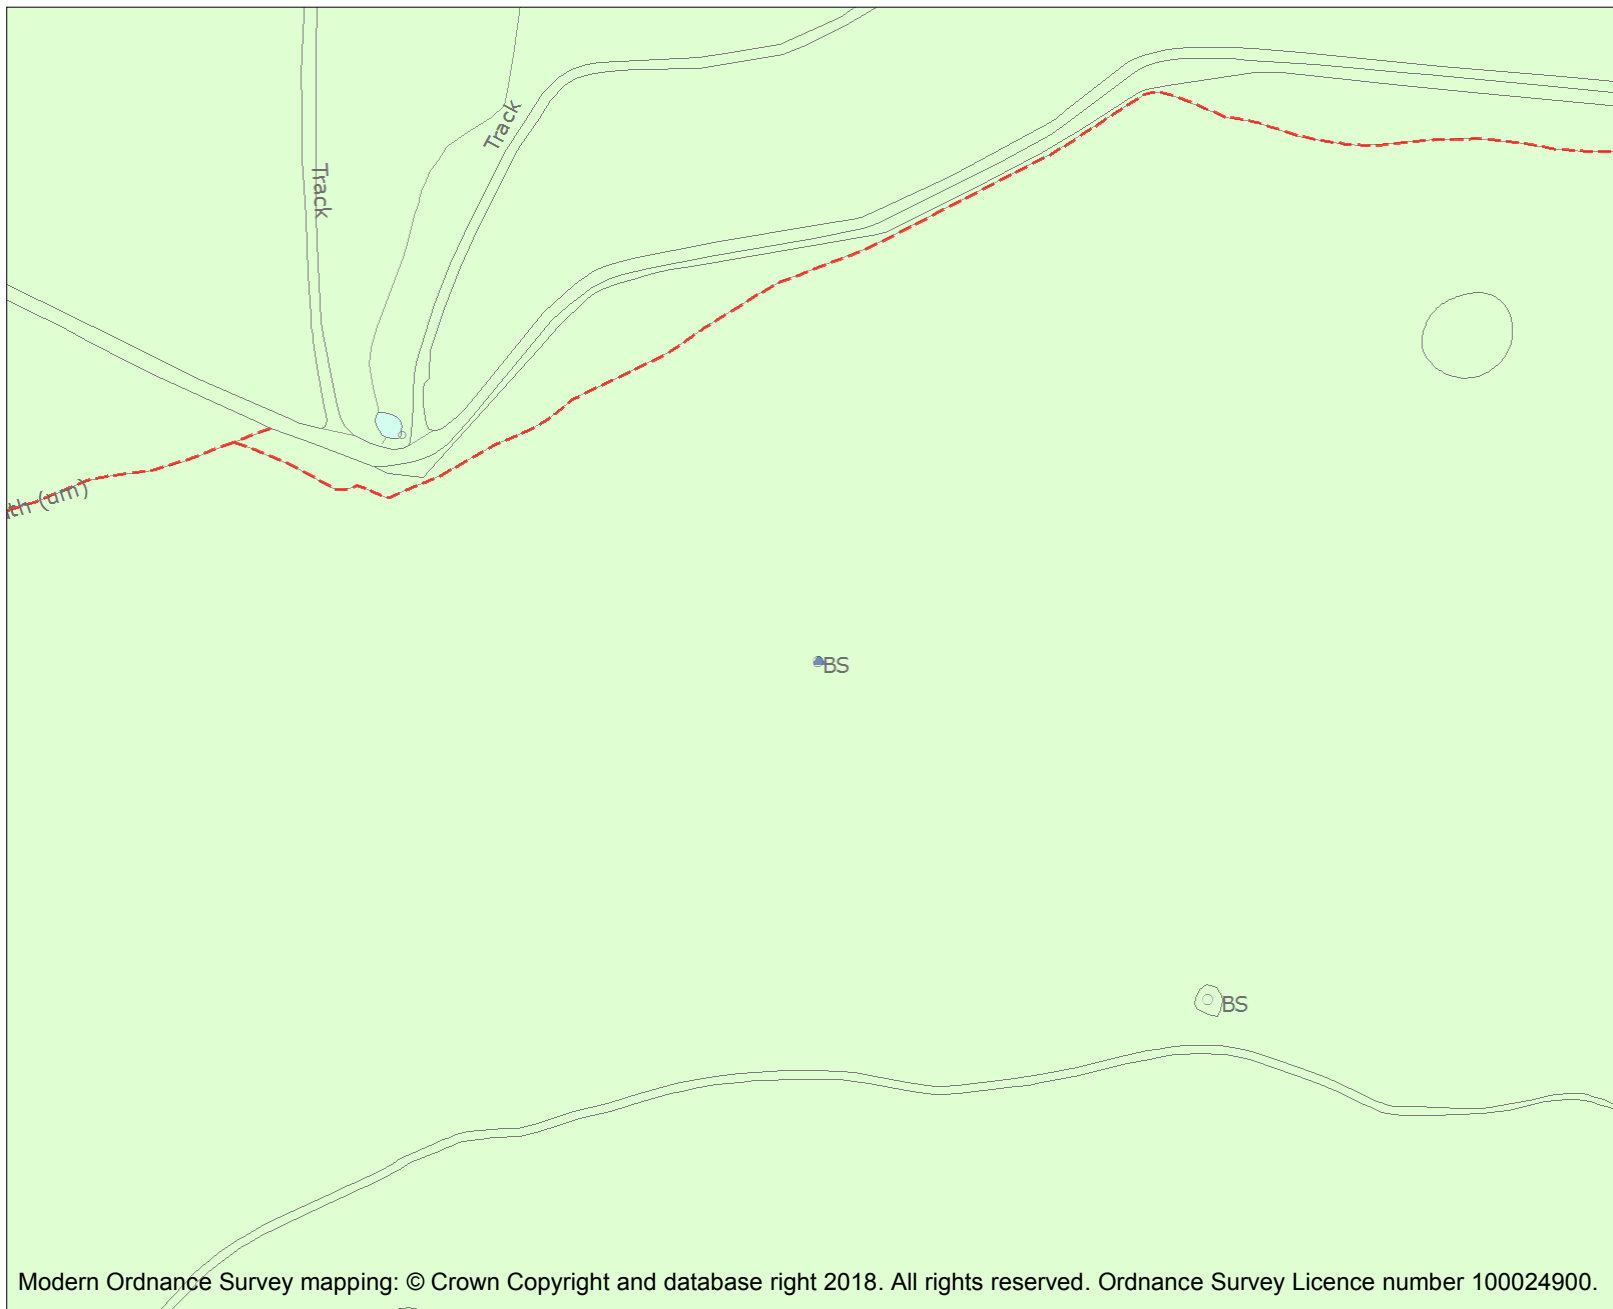 Track
Track
th (um)
BS
BS
Modern Ordnance Survey mapping: © Crown Copyright and database right 2018. All rights reserved. Ordnance Survey Licence number 100024900.